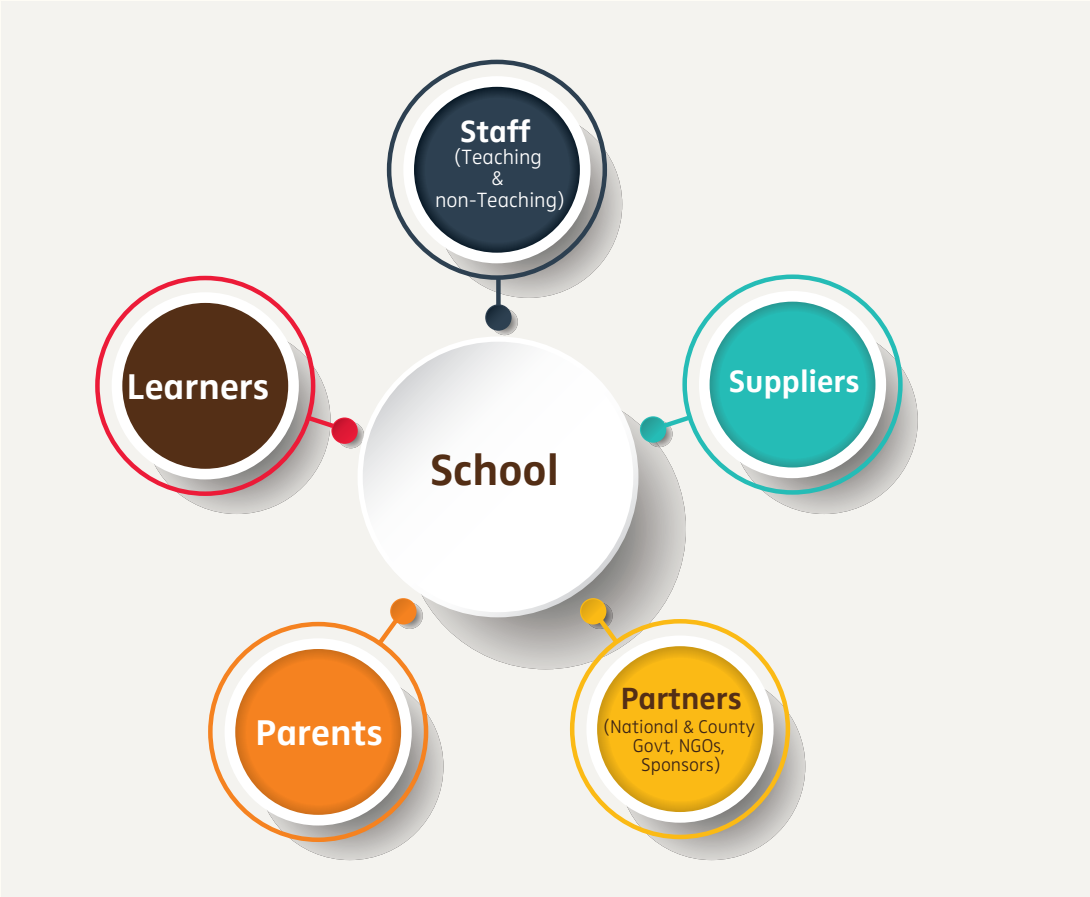 Staff
(Teaching
&
non-Teaching)
Learners
Suppliers
School
Parents
Partners
(National & County
Govt, NGOs,
Sponsors)